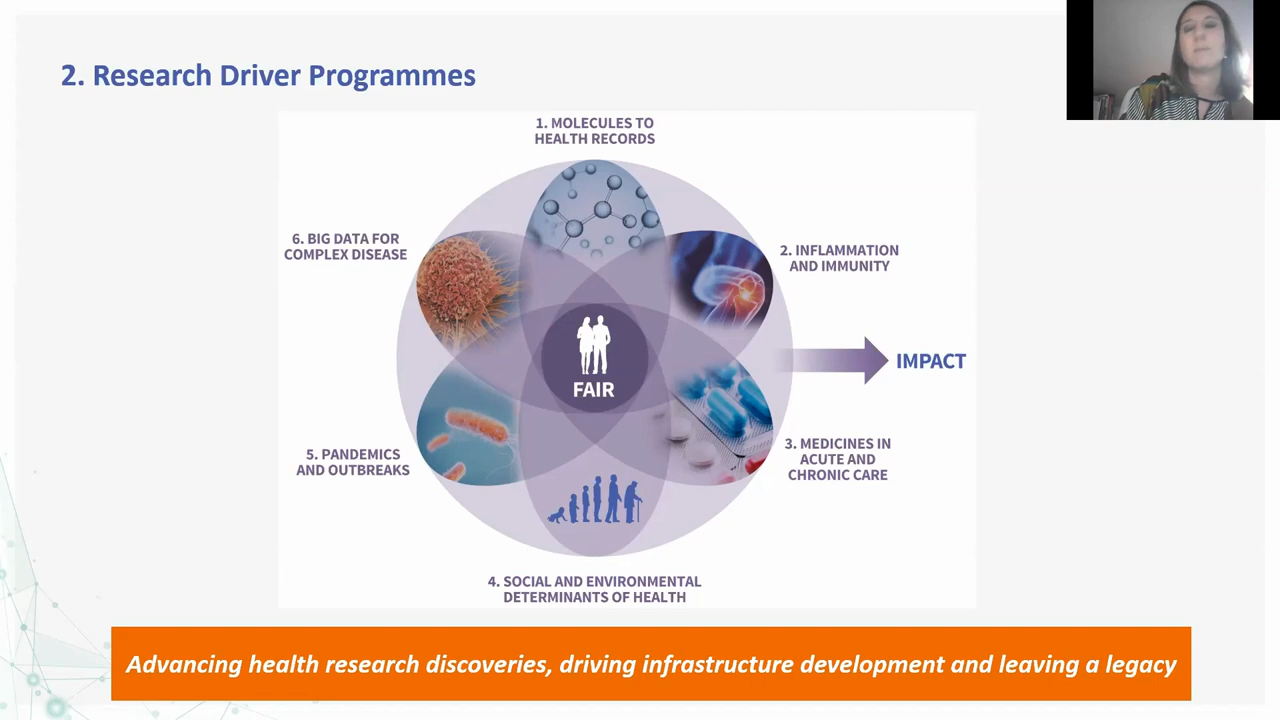 2. Research Driver Programmes
1. MOLECULES TO
HEALTH RECORDS
6. BIG DATA FOR
COMPLEX DISEASE
2. INFLAMMATION
AND IMMUNITY
FAIR
IMPACT
5. PANDEMICS
AND OUTBREAKS
3. MEDICINES IN
ACUTE AND
CHRONIC CARE
4. SOCIAL AND ENVIRONMENTAL
DETERMINANTS OF HEALTH
Advancing health research discoveries, driving infrastructure development and leaving a legacy